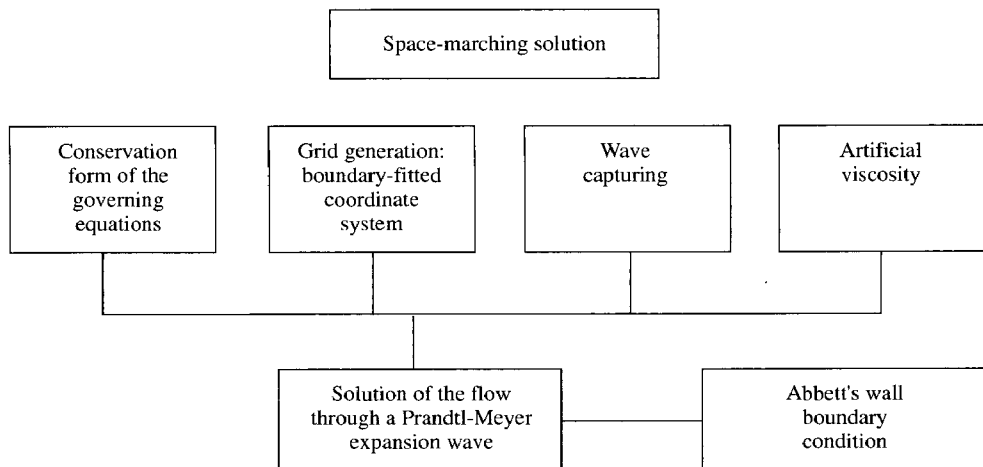 Space-marching solution
Conservation
form of the
governing
equations
Grid generation:
boundary-fitted
coordinate
system
Wave
capturing
Artificial
viscosity
Solution of the flow
through a Prandtl-Meyer
expansion wave
Abbett's wall
boundary
condition